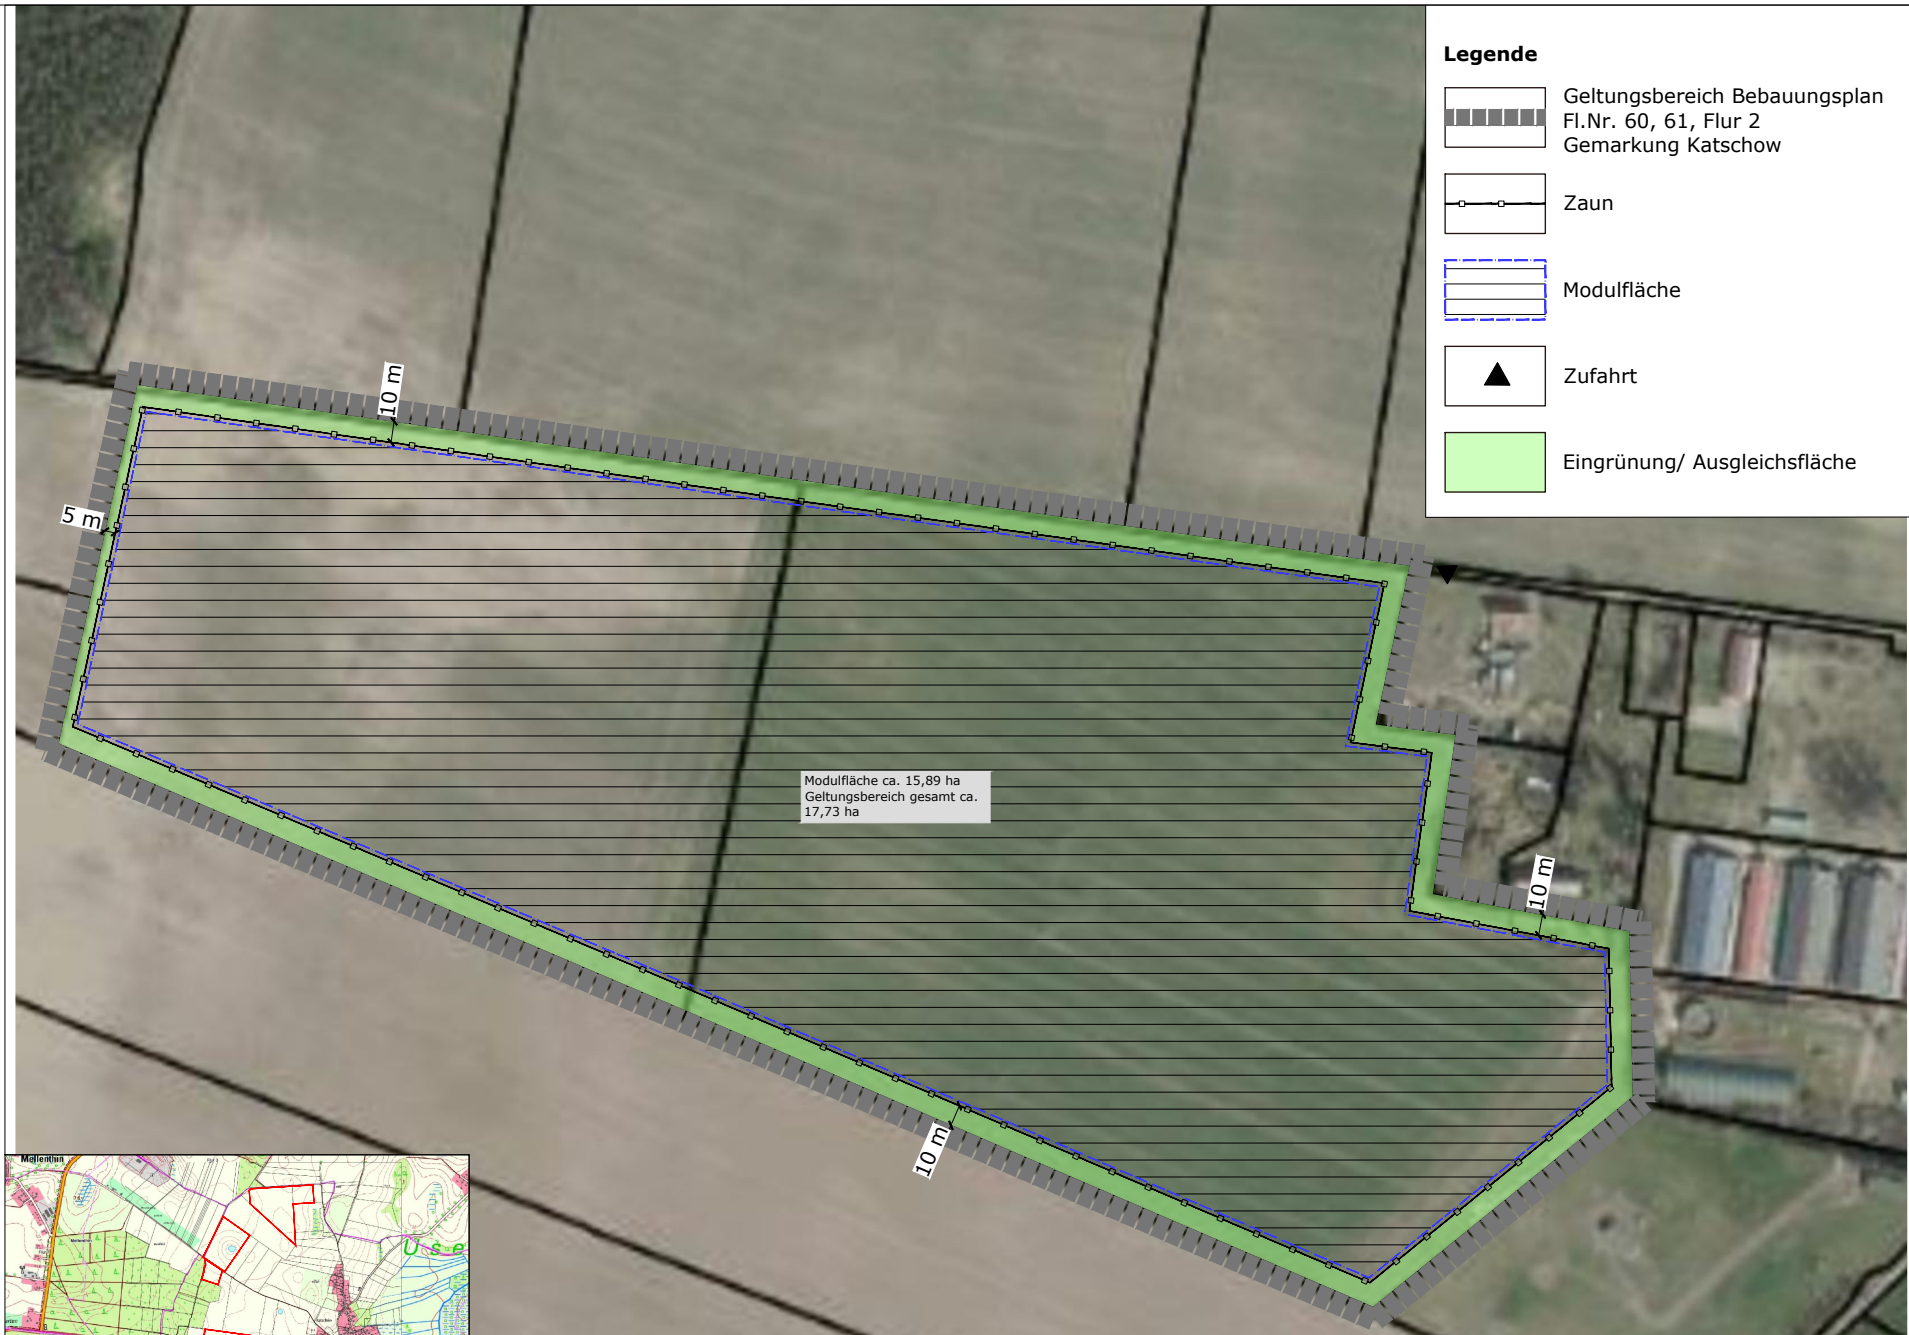 Legende
Geltungsbereich Bebauungsplan
Fl.Nr. 60, 61, Flur 2
Gemarkung Katschow
Zaun
Modulfläche
Zufahrt
Eingrünung/ Ausgleichsfläche
10 m
5 m
Modulfläche ca. 15,89 ha
Geltungsbereich gesamt ca.
17,73 ha
10 m
10 m
Mellenthin
U s e